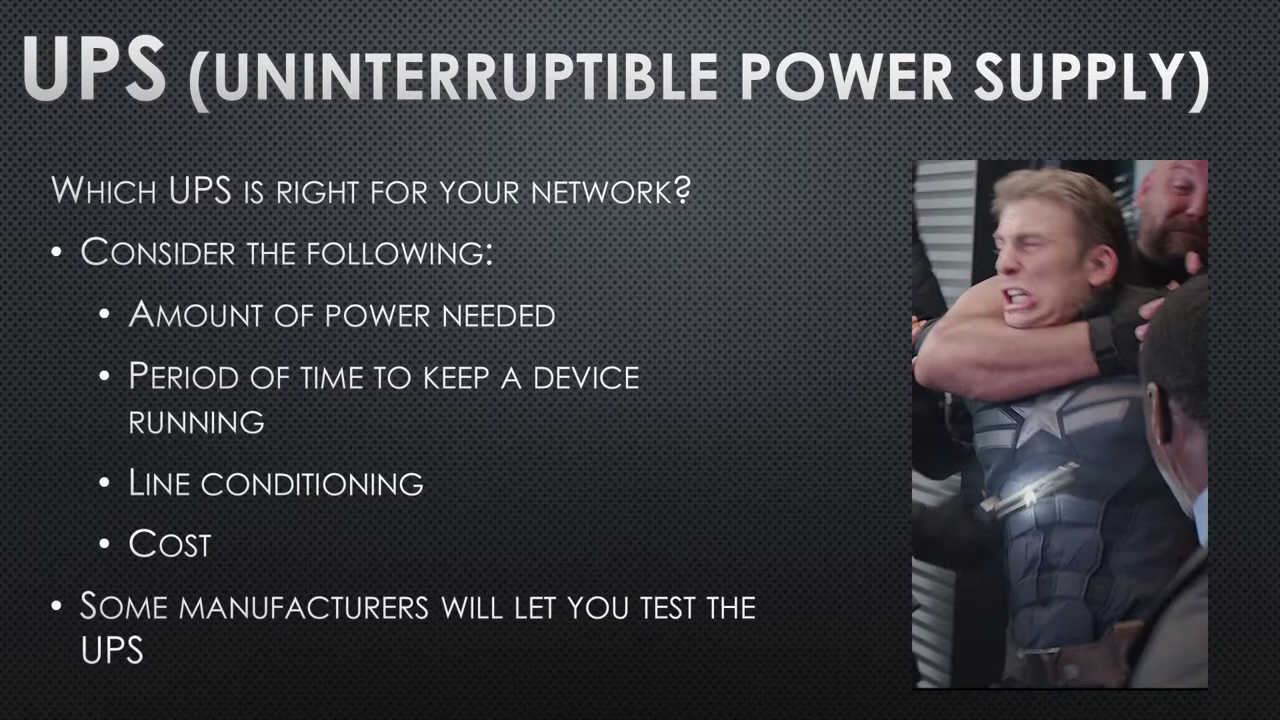 UPS (UNINTERRUPTIBLE POWER SUPPLY)
WHICH UPS IS RIGHT FOR YOUR NETWORK?
• CONSIDER THE FOLLOWING:
• AMOUNT OF POWER NEEDED
• PERIOD OF TIME TO KEEP A DEVICE
RUNNING
• LINE CONDITIONING
• COST
• SOME MANUFACTURERS WILL LET YOU TEST THE
UPS